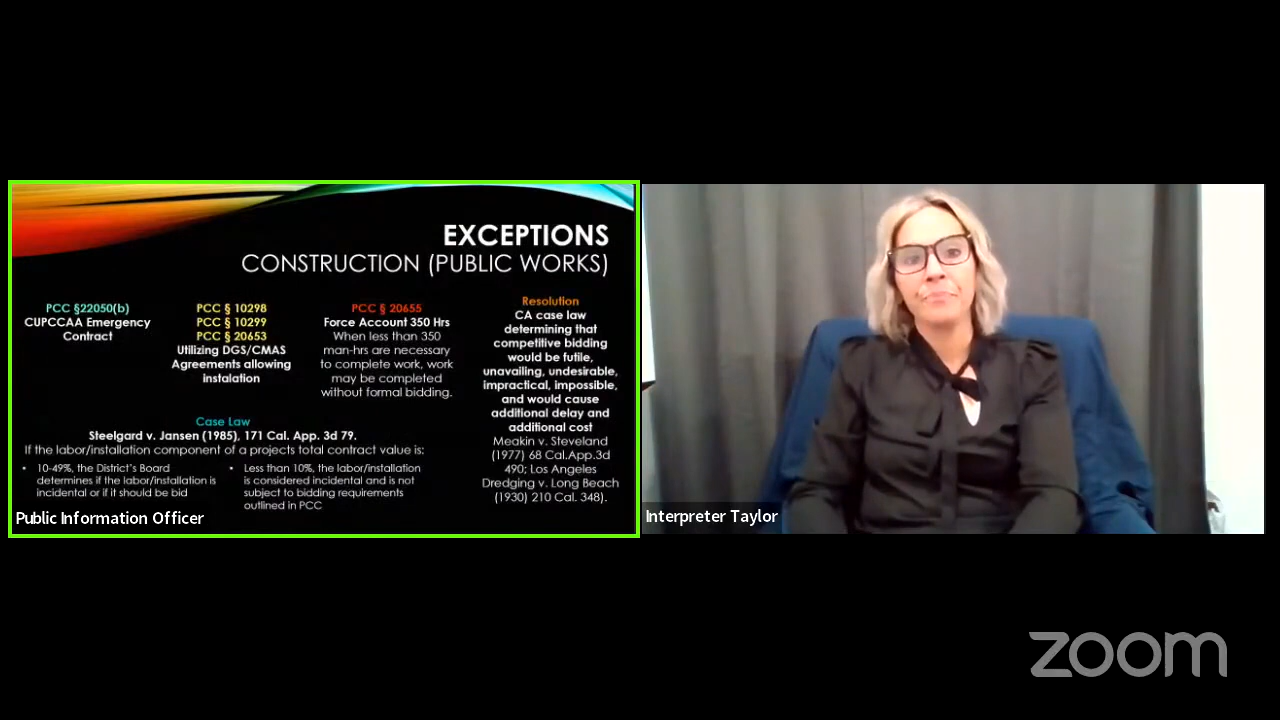 EXCEPTIONS
CONSTRUCTION (PUBLIC WORKS)
PCC §22050(b)
CUPCCAA Emergency
Contract
PCC § 10298
PCC § 10299
PCC § 20653
Utilizing DGS/CMAS
Agreements allowing
instalation
PCC § 20655
Force Account 350 Hrs
When less than 350
man-hrs are necessary
to complete work, work
may be completed
without formal bidding.
Resolution
CA case law
determining that
competitive bidding
would be futile,
unavailing, undesirable,
impractical, impossible,
and would cause
additional delay and
additional cost
Meakin v. Steveland
(1977) 68 Cal.App.3d
490; Los Angeles
Dredging v. Long Beach
(1930) 210 Cal. 348).
Case Law
Steelgard v. Jansen (1985), 171 Cal. App. 3d 79.
If the labor/installation component of a projects total contract value is:
• 10-49%, the District's Board
determines if the labor/installation is
incidental or if it should be bid
• Less than 10%, the labor/installation
is considered incidental and is not
subject to bidding requirements
outlined in PCC
Public Information Officer
Interpreter Taylor
zoom